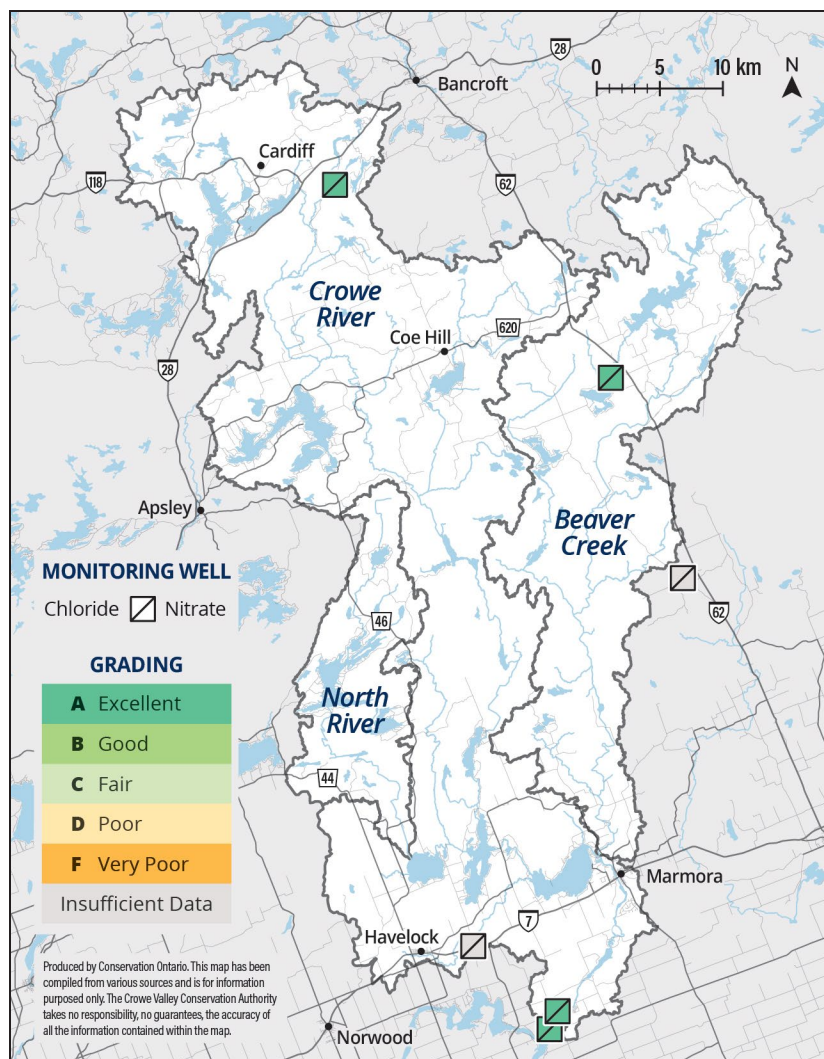 28
Bancroft
0 5 10 km
N
Cardiff
118
62
Crowe
River
620
Coe Hill
28
Apsley
Beaver
Creek
MONITORING WELL
Chloride Nitrate
62
46
GRADING
A Excellent
B Good
C Fair
D Poor
F Very Poor
Insufficient Data
North
River
44
Marmora
7
Havelock
Produced by Conservation Ontario. This map has been
compiled from various sources and is for information
purposed only. The Crowe Valley Conservation Authority
takes no responsibility, no guarantees, the accuracy of
all the information contained within the map.
Norwood